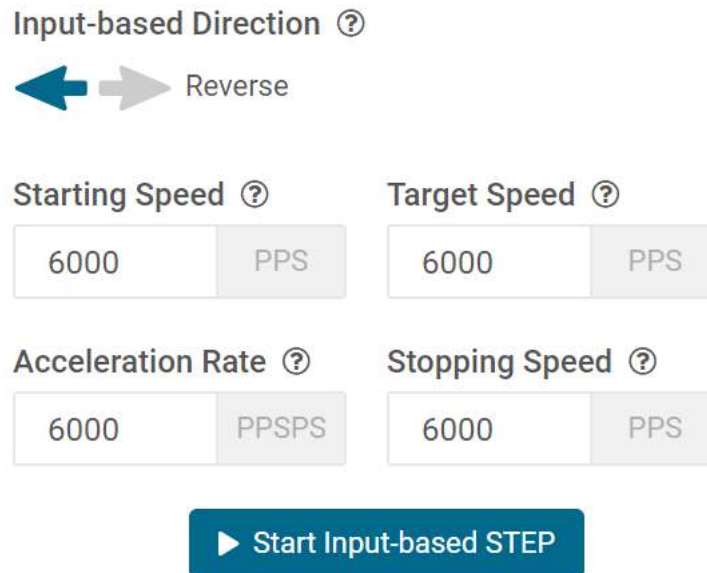 Input-based Direction ?
Reverse
Starting Speed ? Target Speed ?
6000 PPS 6000 PPS
Acceleration Rate ? Stopping Speed ?
6000 PPSPS 6000 PPS
Start Input-based STEP